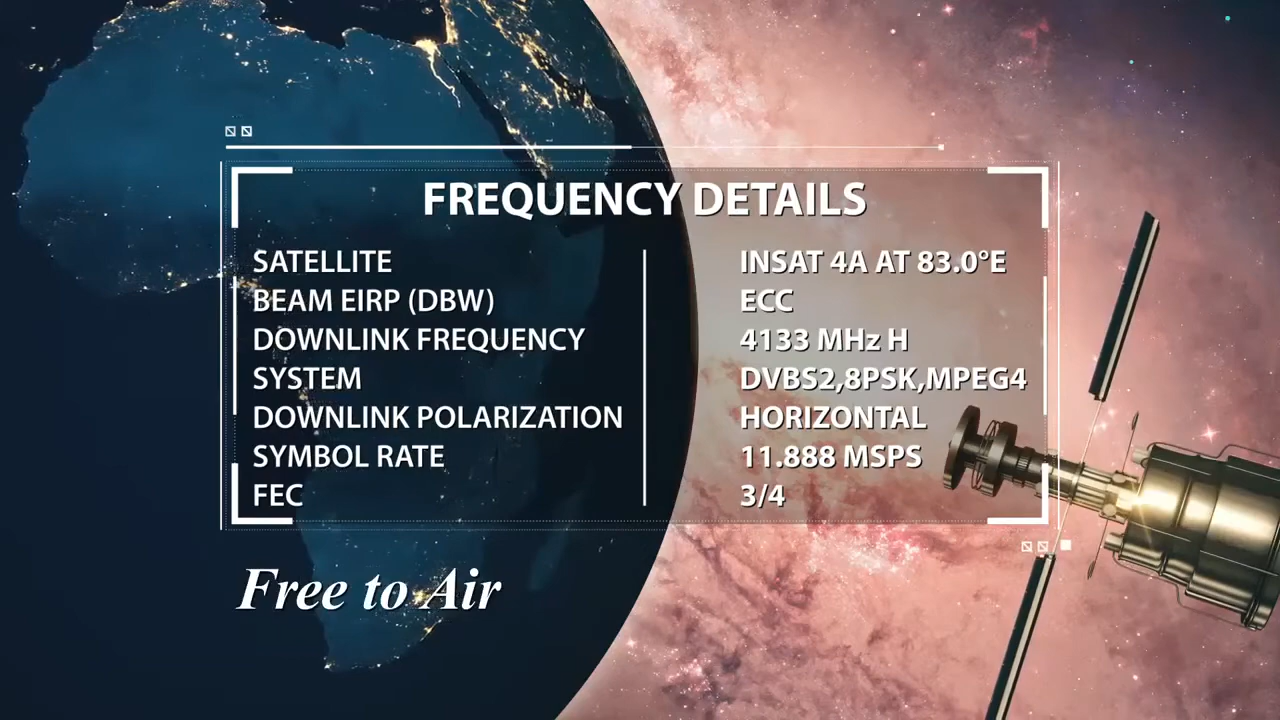 FREQUENCY DETAILS
SATELLITE INSAT 4A AT 83.0°E
BEAM EIRP (DBW) ECC
DOWNLINK FREQUENCY 4133 MHz H
SYSTEM DVBS2,8PSK,MPEG4
DOWNLINK POLARIZATION HORIZONTAL
SYMBOL RATE 11.888 MSPS
FEC 3/4
Free to Air